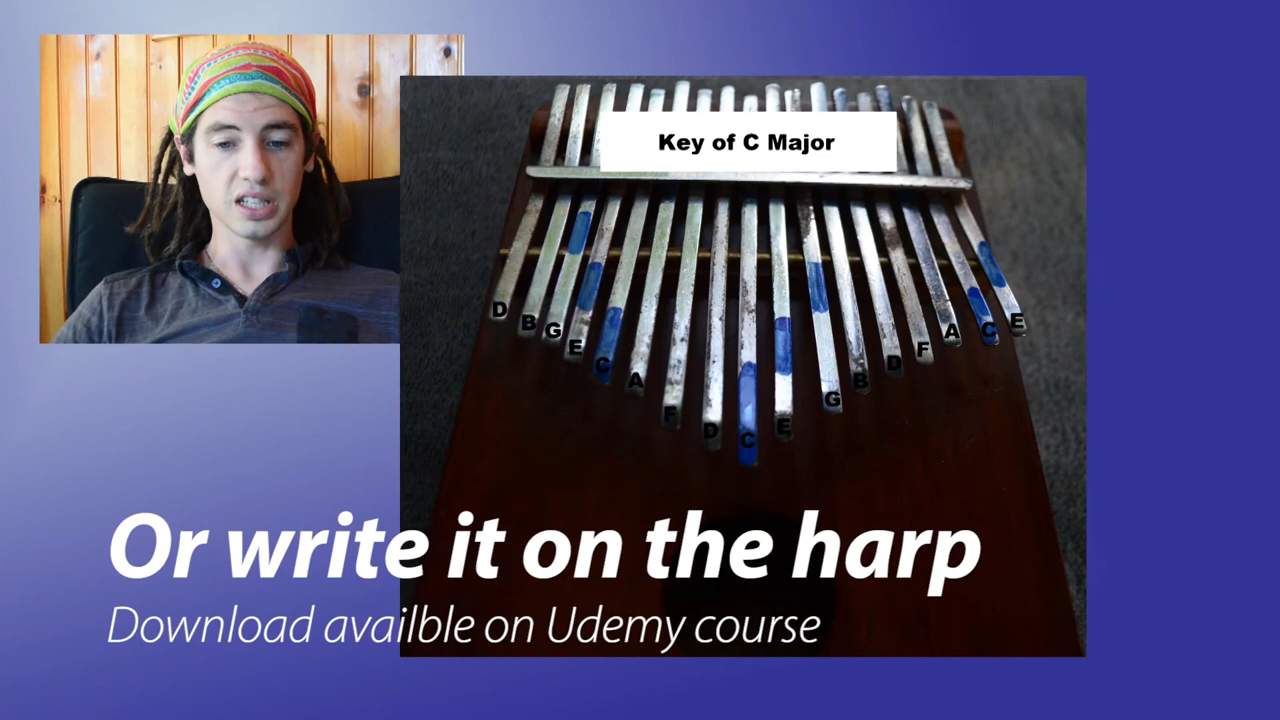 Key of C Major
D B G E C A F D C E G B D F A C E
Or write it on the harp
Download availble on Udemy course